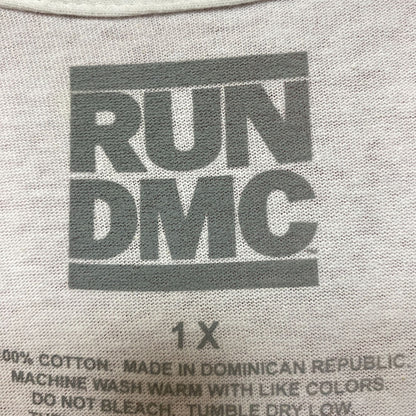 RUN
DMC
1 X
00% COTTON. MADE IN DOMINICAN REPUBLIC.
MACHINE WASH WARM WITH LIKE COLORS.
DO NOT BLEACH. TUMBLE DRY LOW.